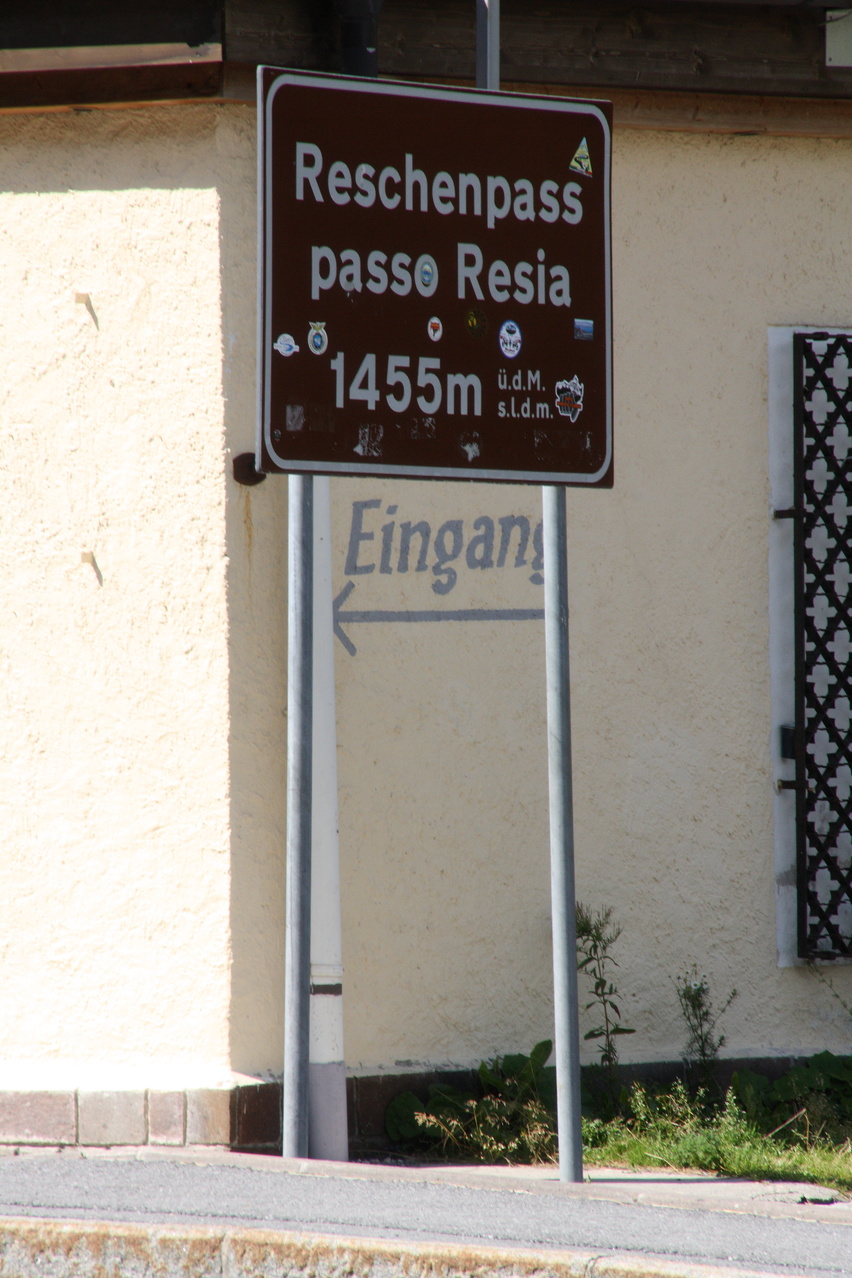 Reschenpass
passo Resia
1455m ü.d.M.
s.l.d.m.
Eingang